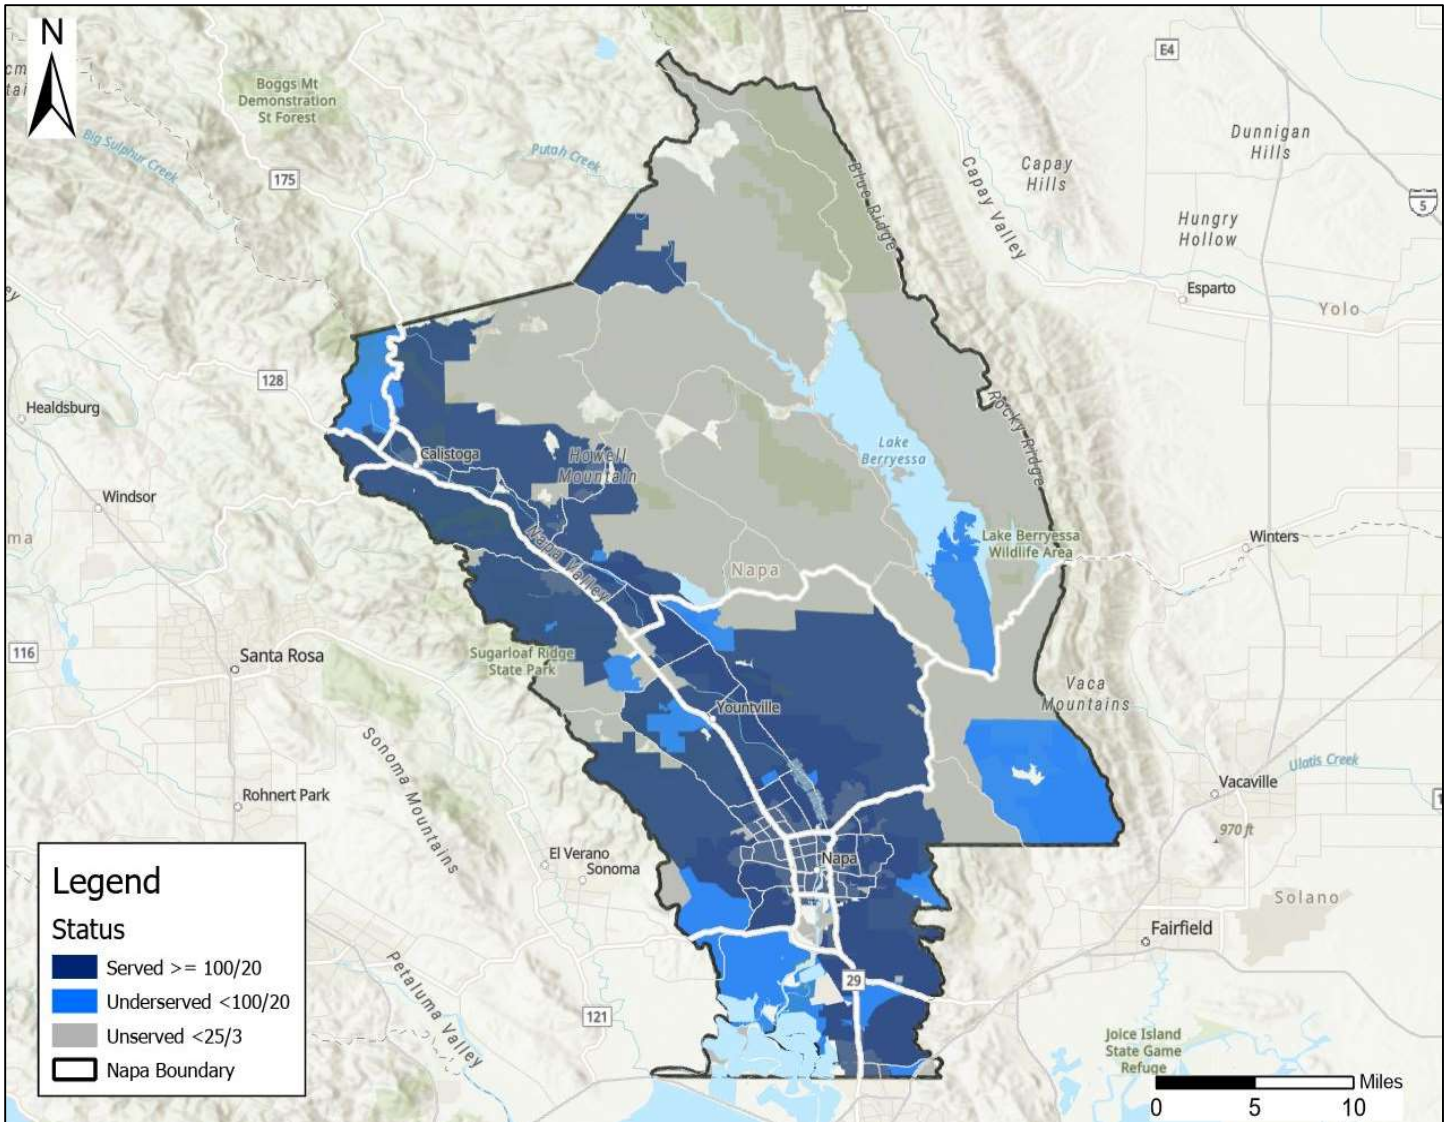 N
E4
Boggs Mt
Demonstration
St Forest
Big Sulphur Creek
Putah Creek
175
Blue Ridge
Capay Valley
Capay
Hills
Dunnigan
Hills
5
Hungry
Hollow
Esparto
Yolo
128
Healdsburg
Rocky Ridge
Calistoga
Howell
Mountain
Lake
Berryessa
Windsor
ma
Napa Valley
Lake Berryessa
Wildlife Area
Winters
Napa
116
Santa Rosa
Sugarloaf Ridge
State Park
Vaca
Mountains
Yountville
Sonoma Mountains
Ulatis Creek
Vacaville
Rohnert Park
970 ft
El Verano
Sonoma
Napa
Solano
Fairfield
Petaluma Valley
29
121
Joice Island
State Game
Refuge
Legend
Status
Served >= 100/20
Underserved <100/20
Unserved <25/3
Napa Boundary
Miles
0 5 10